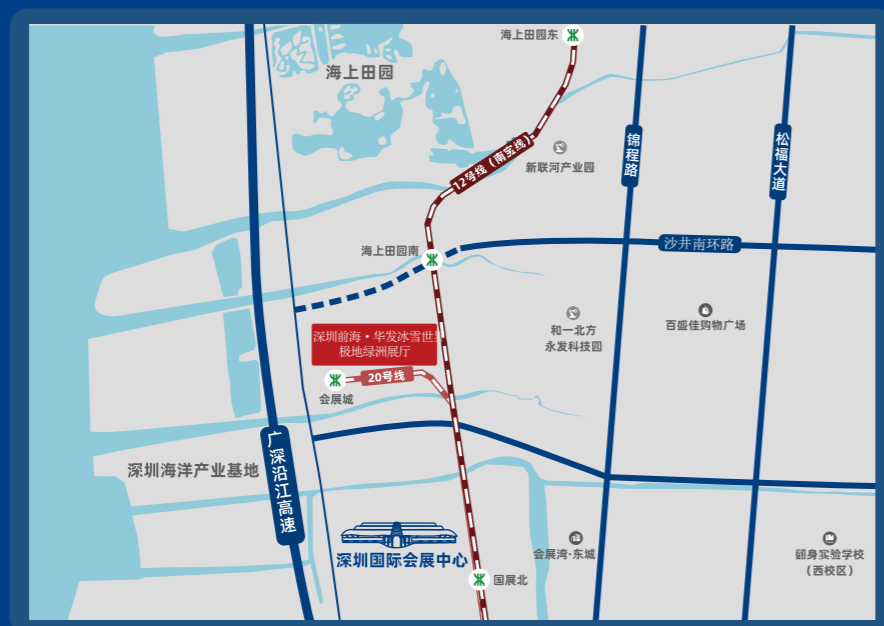 海上田园东
海上田园
12号线（南宝线）
新联河产业园
锦程路
松福大道
海上田园南
沙井南环路
深圳前海·华发冰雪世界
极地绿洲展厅
和一北方
永发科技园
百盛佳购物广场
20号线
会展城
广深沿江高速
深圳海洋产业基地
深圳国际会展中心
会展湾·东城
翻身实验学校
（西校区）
国展北